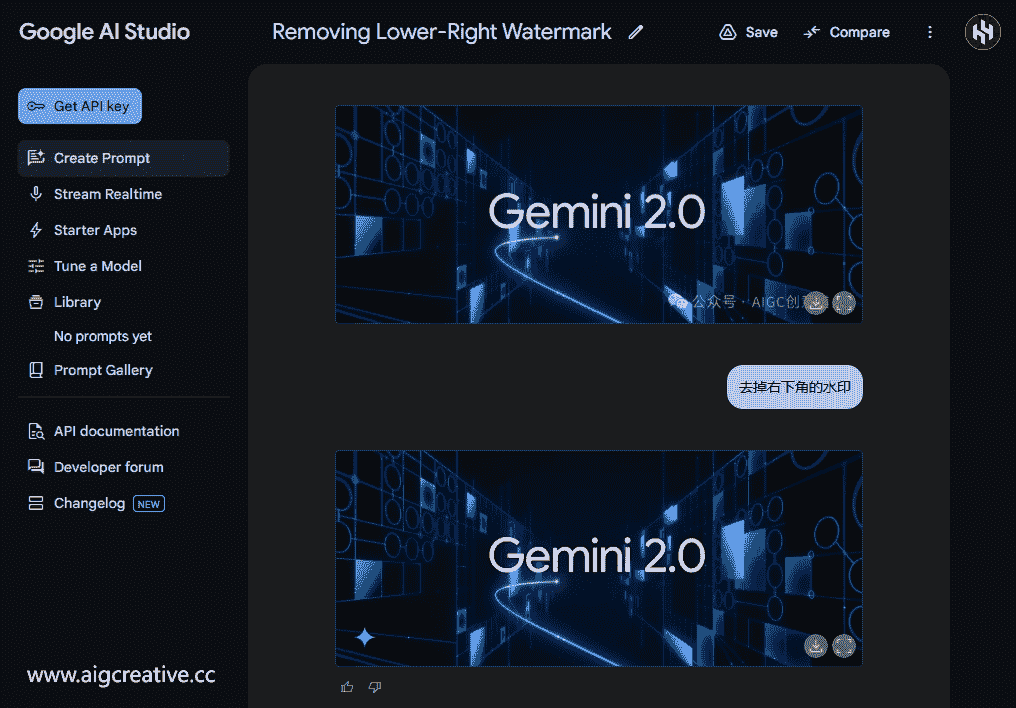 Google AI Studio
Removing Lower-Right Watermark
Save
Compare
Get API key
Create Prompt
Stream Realtime
Starter Apps
Tune a Model
Library
No prompts yet
Prompt Gallery
API documentation
Developer forum
Changelog NEW
Gemini 2.0
公众号 · AIGC创
去掉右下角的水印
Gemini 2.0
www.aigcreative.cc